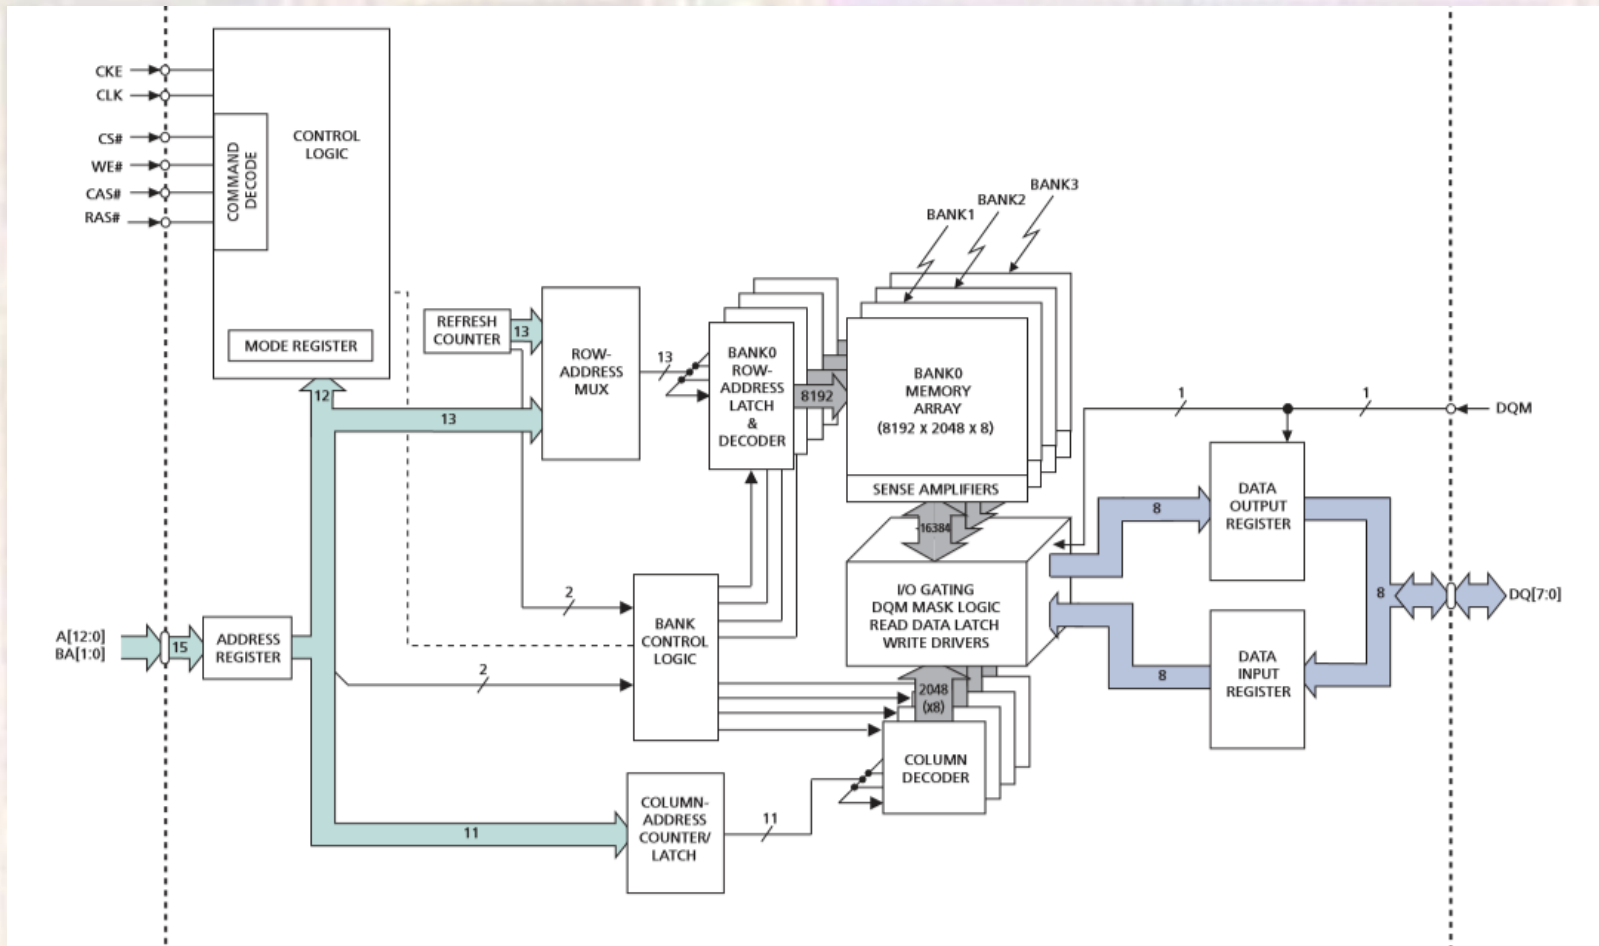 CKE
CLK
CS#
WE#
CAS#
RAS#
COMMAND
DECODE
CONTROL
LOGIC
MODE REGISTER
12
13
REFRESH
COUNTER
13
ROW-
ADDRESS
MUX
13
BANK0
ROW-
ADDRESS
LATCH
&
DECODER
8192
BANK1
BANK2
BANK3
BANK0
MEMORY
ARRAY
(8192 x 2048 x 8)
SENSE AMPLIFIERS
16384
I/O GATING
DQM MASK LOGIC
READ DATA LATCH
WRITE DRIVERS
1
1
DQM
8
DATA
OUTPUT
REGISTER
8
DQ[7:0]
DATA
INPUT
REGISTER
8
A[12:0]
BA[1:0]
15
ADDRESS
REGISTER
2
2
BANK
CONTROL
LOGIC
2048
(x8)
COLUMN
DECODER
11
COLUMN-
ADDRESS
COUNTER/
LATCH
11